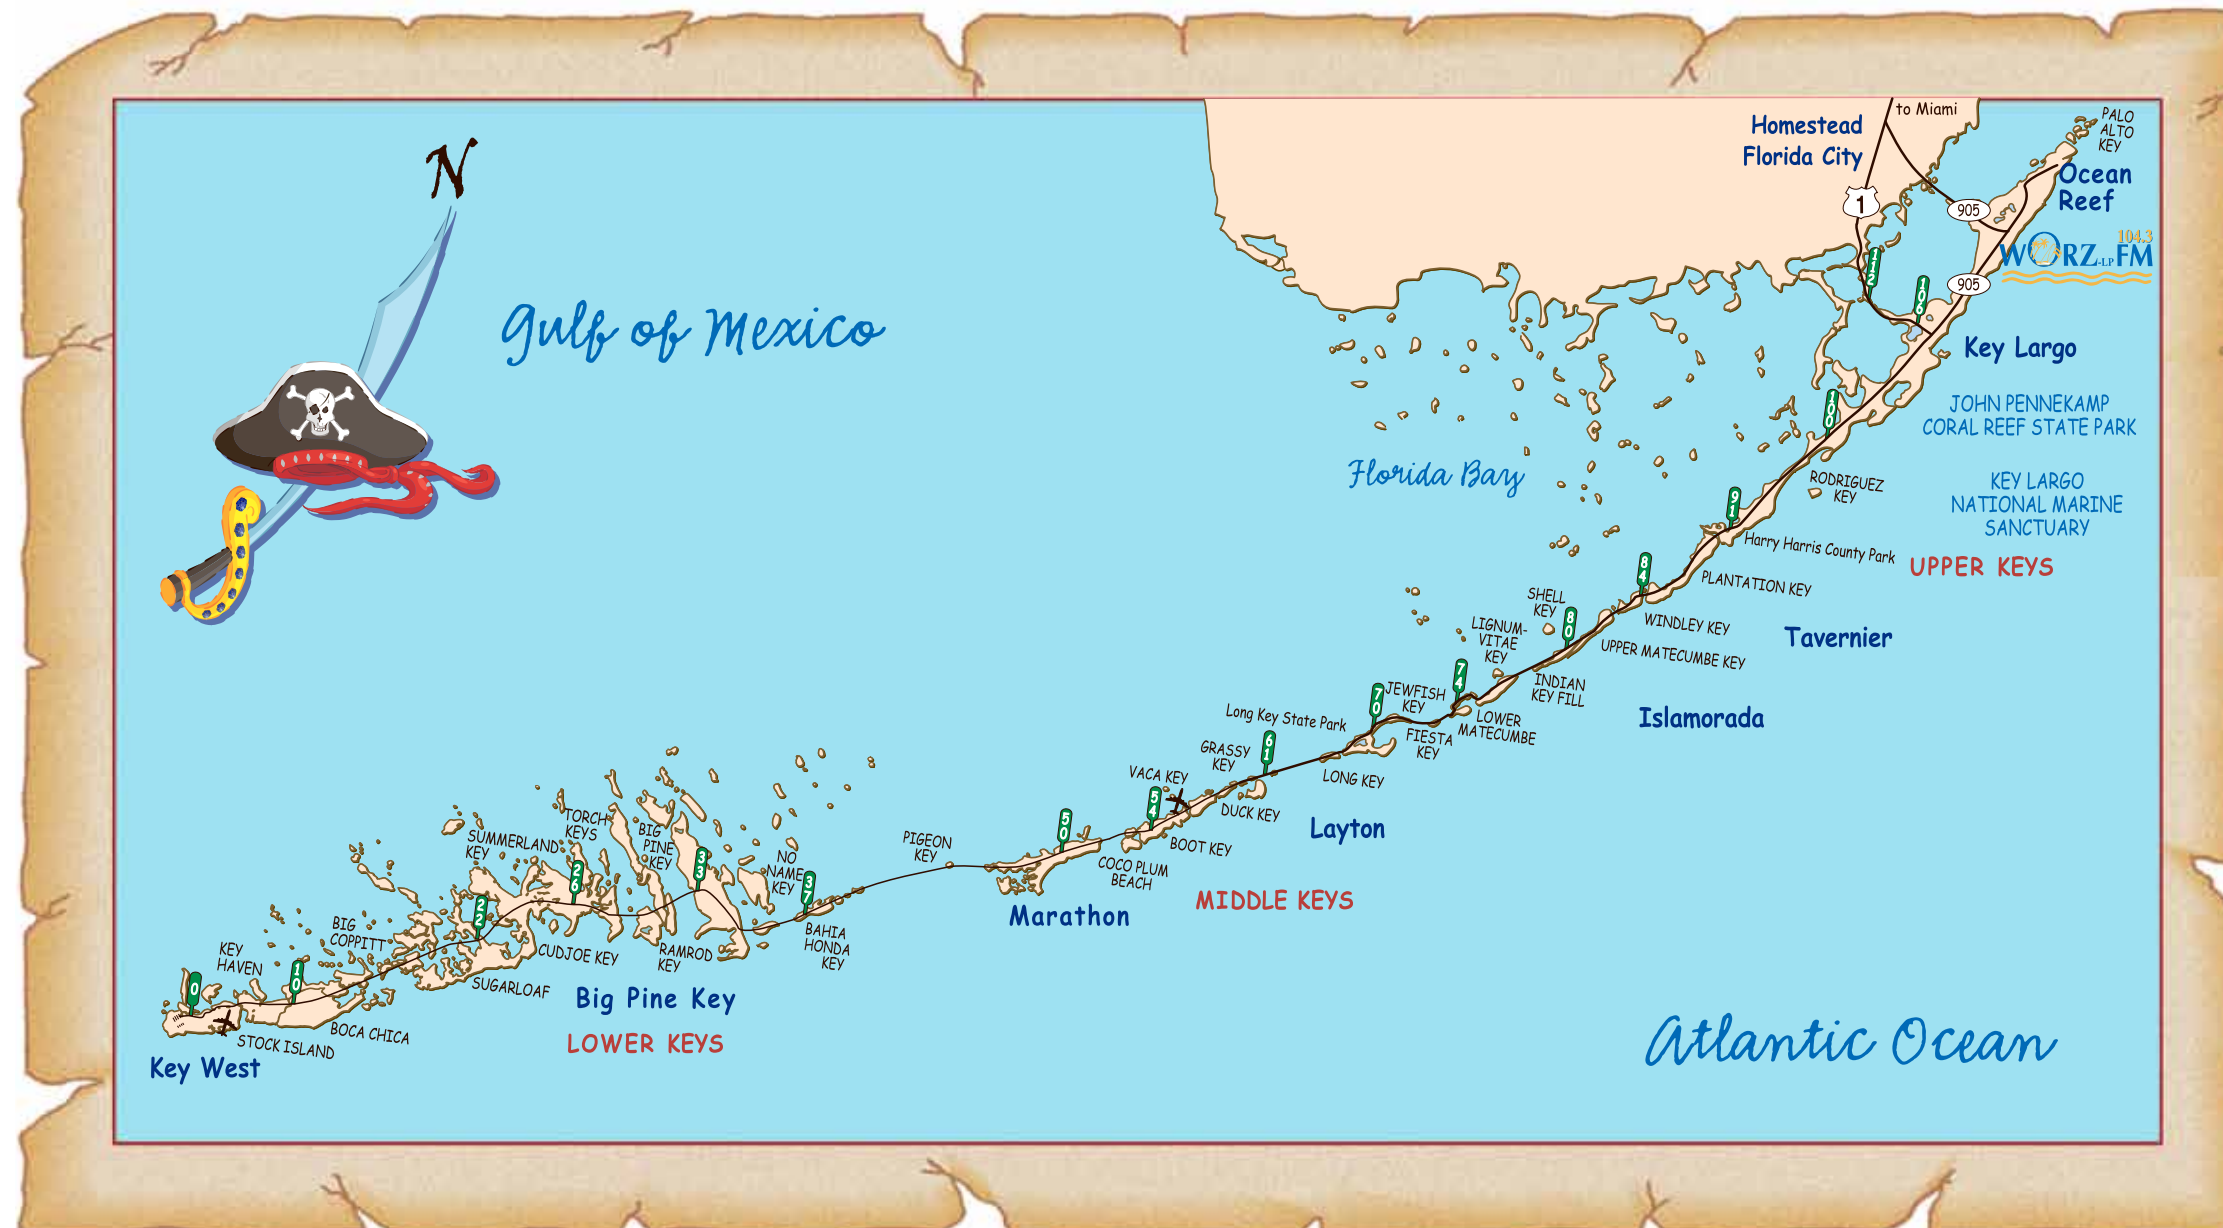 N
Gulf of Mexico
Homestead
Florida City
to Miami
PALO
ALTO
KEY
Ocean
Reef
1
905
905
104.3
WORZ-LP FM
112
106
Key Largo
JOHN PENNEKAMP
CORAL REEF STATE PARK
100
Florida Bay
RODRIGUEZ
KEY
KEY LARGO
NATIONAL MARINE
SANCTUARY
91
Harry Harris County Park
UPPER KEYS
84
PLANTATION KEY
SHELL
KEY
80
WINDLEY KEY
Tavernier
LIGNUM-
VITAE
KEY
UPPER MATECUMBE KEY
74
INDIAN
KEY FILL
70
JEWFISH
KEY
Islamorada
Long Key State Park
LOWER
MATECUMBE
FIESTA
KEY
61
GRASSY
KEY
LONG KEY
VACA KEY
54
DUCK KEY
Layton
50
BOOT KEY
PIGEON
KEY
COCO PLUM
BEACH
MIDDLE KEYS
Marathon
TORCH
KEYS
BIG
PINE
KEY
SUMMERLAND
KEY
NO
NAME
KEY
33
37
26
22
BIG
COPPITT
BAHIA
HONDA
KEY
CUDJOE KEY
RAMROD
KEY
KEY
HAVEN
10
0
SUGARLOAF
Big Pine Key
BOCA CHICA
STOCK ISLAND
LOWER KEYS
Key West
Atlantic Ocean